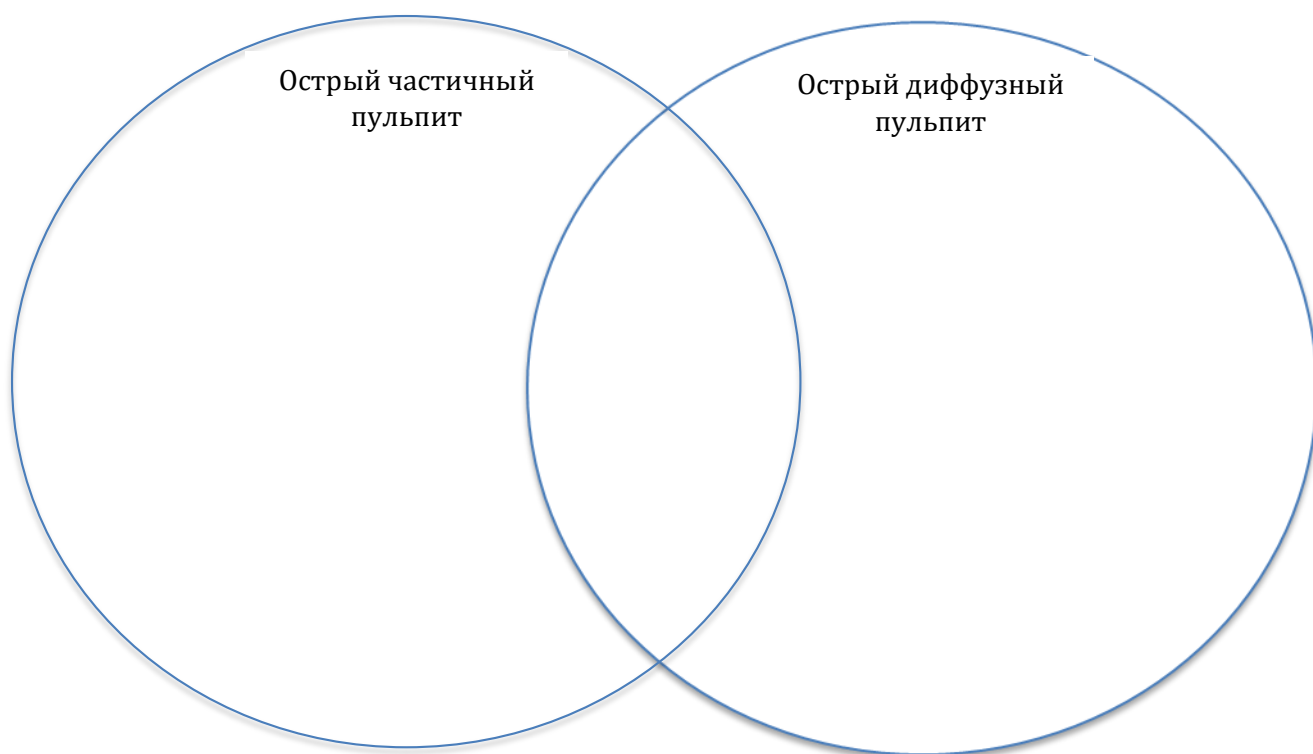 Острый частичный
пульпит
Острый диффузный
пульпит